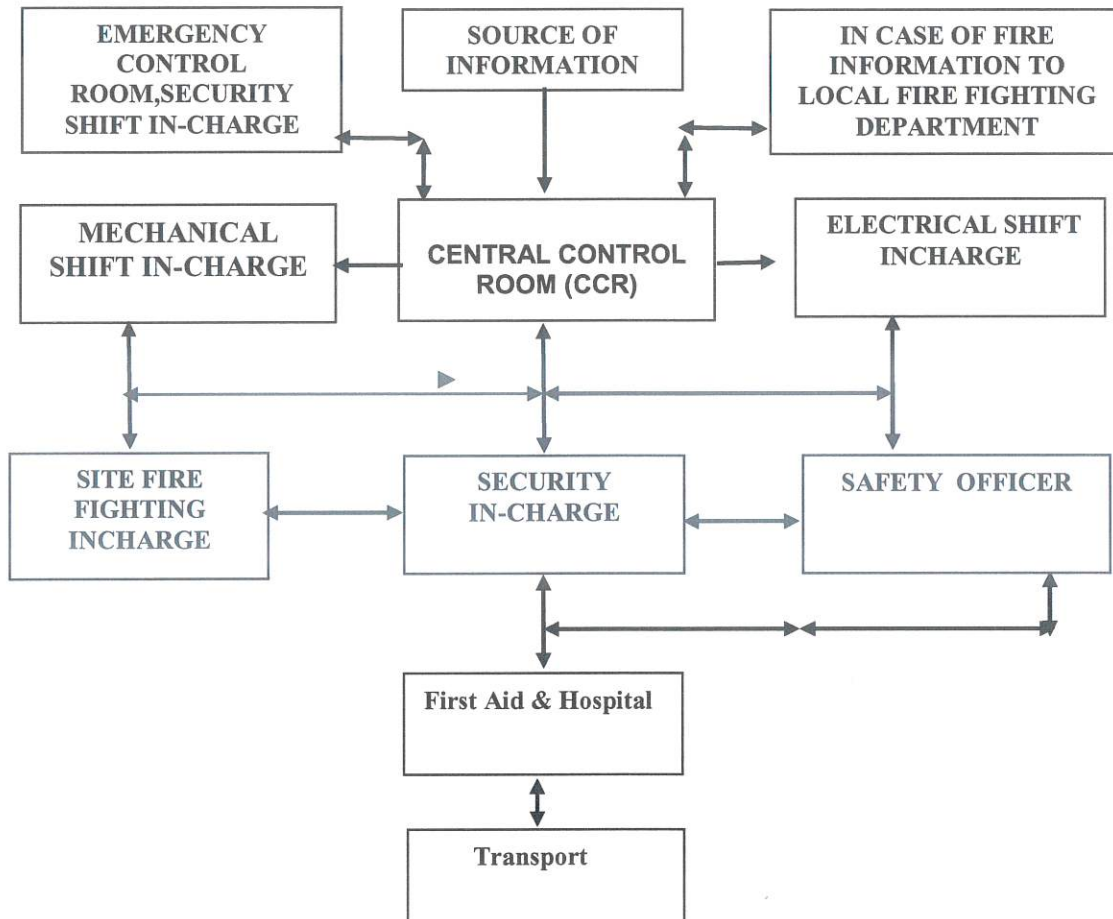 EMERGENCY
CONTROL
ROOM,SECURITY
SHIFT IN-CHARGE
SOURCE OF
INFORMATION
IN CASE OF FIRE
INFORMATION TO
LOCAL FIRE FIGHTING
DEPARTMENT
MECHANICAL
SHIFT IN-CHARGE
CENTRAL CONTROL
ROOM (CCR)
ELECTRICAL SHIFT
INCHARGE
SITE FIRE
FIGHTING
INCHARGE
SECURITY
IN-CHARGE
SAFETY OFFICER
First Aid & Hospital
Transport